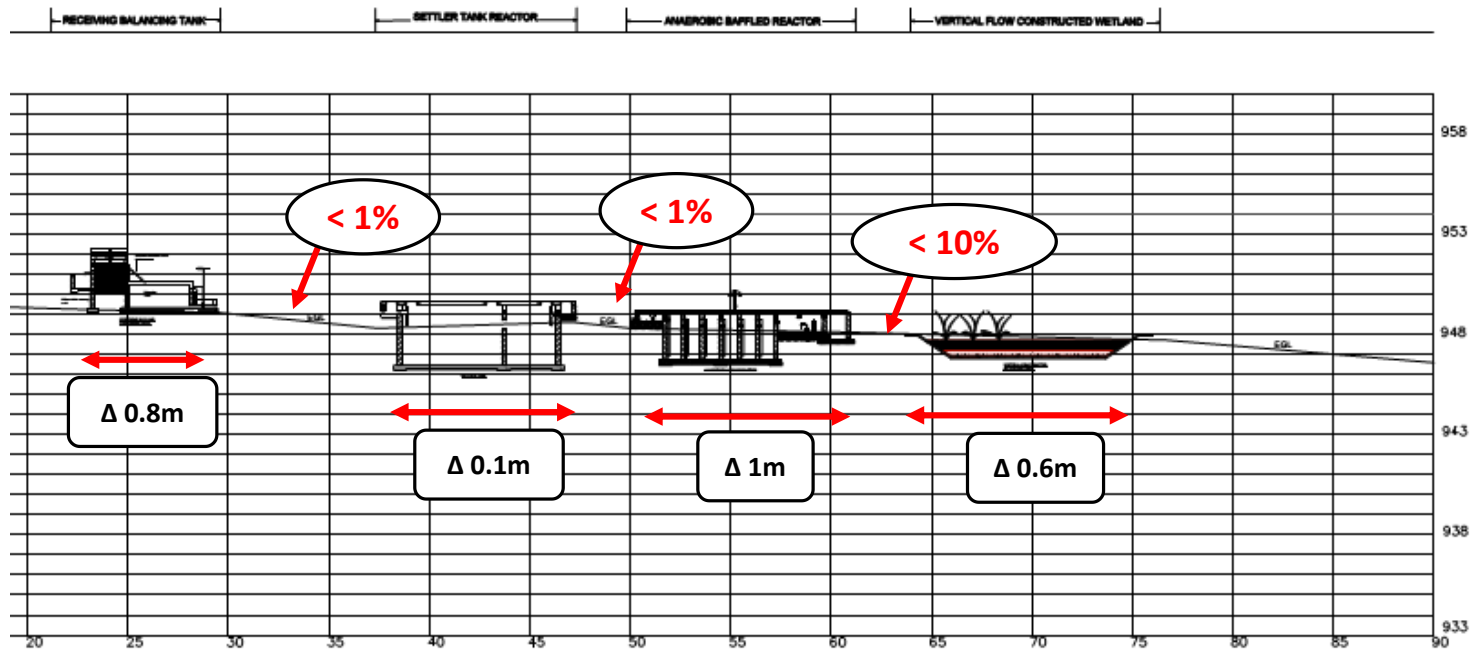 RECEIVING BALANCING TANK
SETTLER TANK REACTOR
ANAEROBIC BAFFLED REACTOR
VERTICAL FLOW CONSTRUCTED WETLAND
958
< 1%
< 1%
< 10%
953
EGL
EGL
948
EGL
Δ 0.8m
Δ 0.1m
Δ 1m
Δ 0.6m
943
938
933
20 25 30 35 40 45 50 55 60 65 70 75 80 85 90